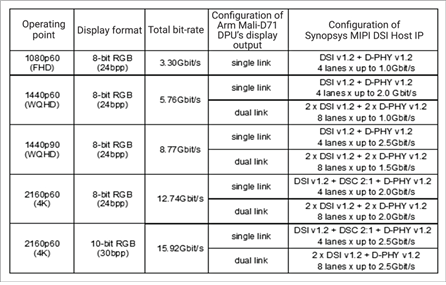 Operating point
Display format
Total bit-rate
Configuration of Arm Mali-D71 DPU's display output
Configuration of Synopsys MIPI DSI Host IP
1080p60 (FHD)
8-bit RGB (24bpp)
3.30Gbit/s
single link
DSI v1.2 + D-PHY v1.2
4 lanes x up to 1.0Gbit/s
1440p60 (WQHD)
8-bit RGB (24bpp)
5.76Gbit/s
single link
DSI v1.2 + D-PHY v1.2
4 lanes x up to 2.0 Gbit/s
dual link
2 x DSI v1.2 + 2 x D-PHY v1.2
8 lanes x up to 1.0Gbit/s
1440p90 (WQHD)
8-bit RGB (24bpp)
8.77Gbit/s
single link
DSI v1.2 + D-PHY v1.2
4 lanes x up to 2.5Gbit/s
dual link
2 x DSI v1.2 + 2 x D-PHY v1.2
8 lanes x up to 1.5Gbit/s
2160p60 (4K)
8-bit RGB (24bpp)
12.74Gbit/s
single link
DSI v1.2 + DSC 2:1 + D-PHY v1.2
4 lanes x up to 2.0Gbit/s
dual link
2 x DSI v1.2 + 2 x D-PHY v1.2
8 lanes x up to 2.0Gbit/s
2160p60 (4K)
10-bit RGB (30bpp)
15.92Gbit/s
single link
DSI v1.2 + DSC 2:1 + D-PHY v1.2
4 lanes x up to 2.5Gbit/s
dual link
2 x DSI v1.2 + D-PHY v1.2
8 lanes x up to 2.5Gbit/s